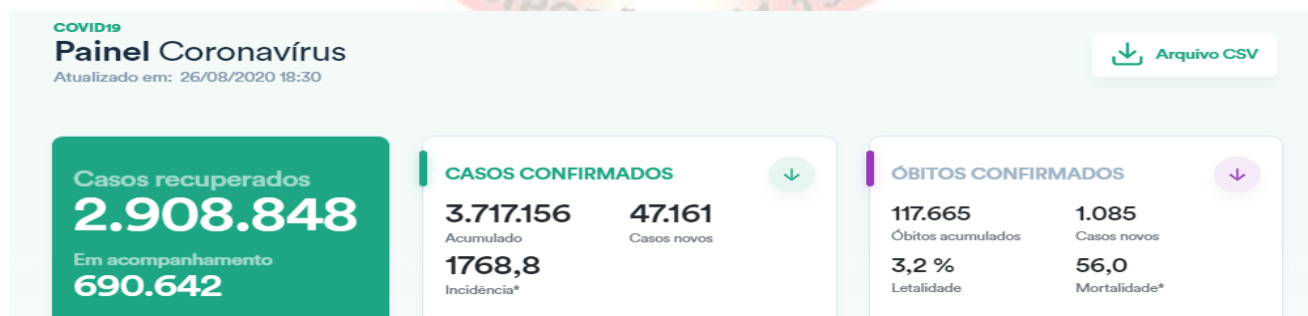 COVID19
Painel Coronavírus
Atualizado em: 26/08/2020 18:30
Arquivo CSV
Casos recuperados
2.908.848
Em acompanhamento
690.642
CASOS CONFIRMADOS
3.717.156
Acumulado
47.161
Casos novos
1768,8
Incidência*
ÓBITOS CONFIRMADOS
117.665
Óbitos acumulados
1.085
Casos novos
3,2 %
Letalidade
56,0
Mortalidade*